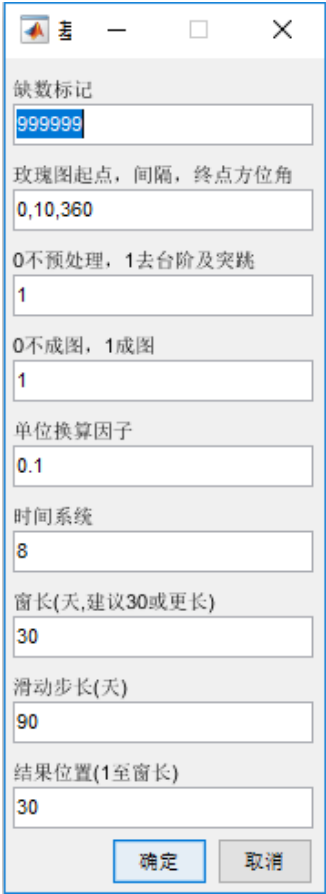 缺数标记
999999
玫瑰图起点，间隔，终点方位角
0,10,360
0不预处理，1去台阶及突跳
1
0不成图，1成图
1
单位换算因子
0.1
时间系统
8
窗长(天,建议30或更长)
30
滑动步长(天)
90
结果位置(1至窗长)
30
确定 取消